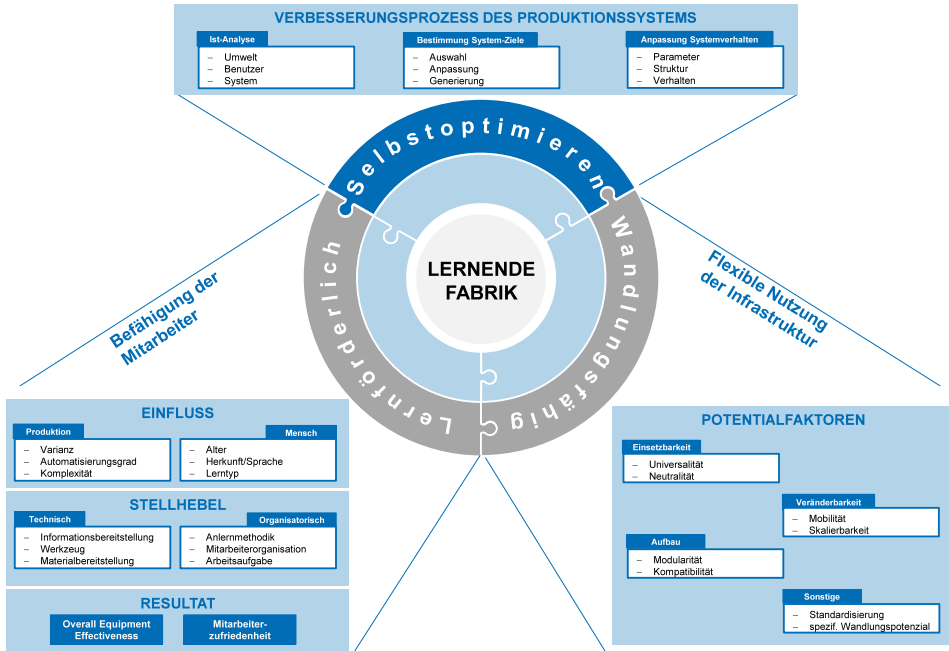 VERBESSERUNGSPROZESS DES PRODUKTIONSSYSTEMS
Ist-Analyse
– Umwelt
– Benutzer
– System
Bestimmung System-Ziele
– Auswahl
– Anpassung
– Generierung
Anpassung Systemverhalten
– Parameter
– Struktur
– Verhalten
Selbstoptimieren
Wandlungsfähig
Lernförderlich
LERNENDE
FABRIK
Befähigung der
Mitarbeiter
Flexible Nutzung
der Infrastruktur
EINFLUSS
Produktion
– Varianz
– Automatisierungsgrad
– Komplexität
Mensch
– Alter
– Herkunft/Sprache
– Lerntyp
STELLHEBEL
Technisch
– Informationsbereitstellung
– Werkzeug
– Materialbereitstellung
Organisatorisch
– Anlernmethodik
– Mitarbeiterorganisation
– Arbeitsaufgabe
RESULTAT
Overall Equipment
Effectiveness
Mitarbeiter-
zufriedenheit
POTENTIALFAKTOREN
Einsetzbarkeit
– Universalität
– Neutralität
Veränderbarkeit
– Mobilität
– Skalierbarkeit
Aufbau
– Modularität
– Kompatibilität
Sonstige
– Standardisierung
– spezif. Wandlungspotenzial